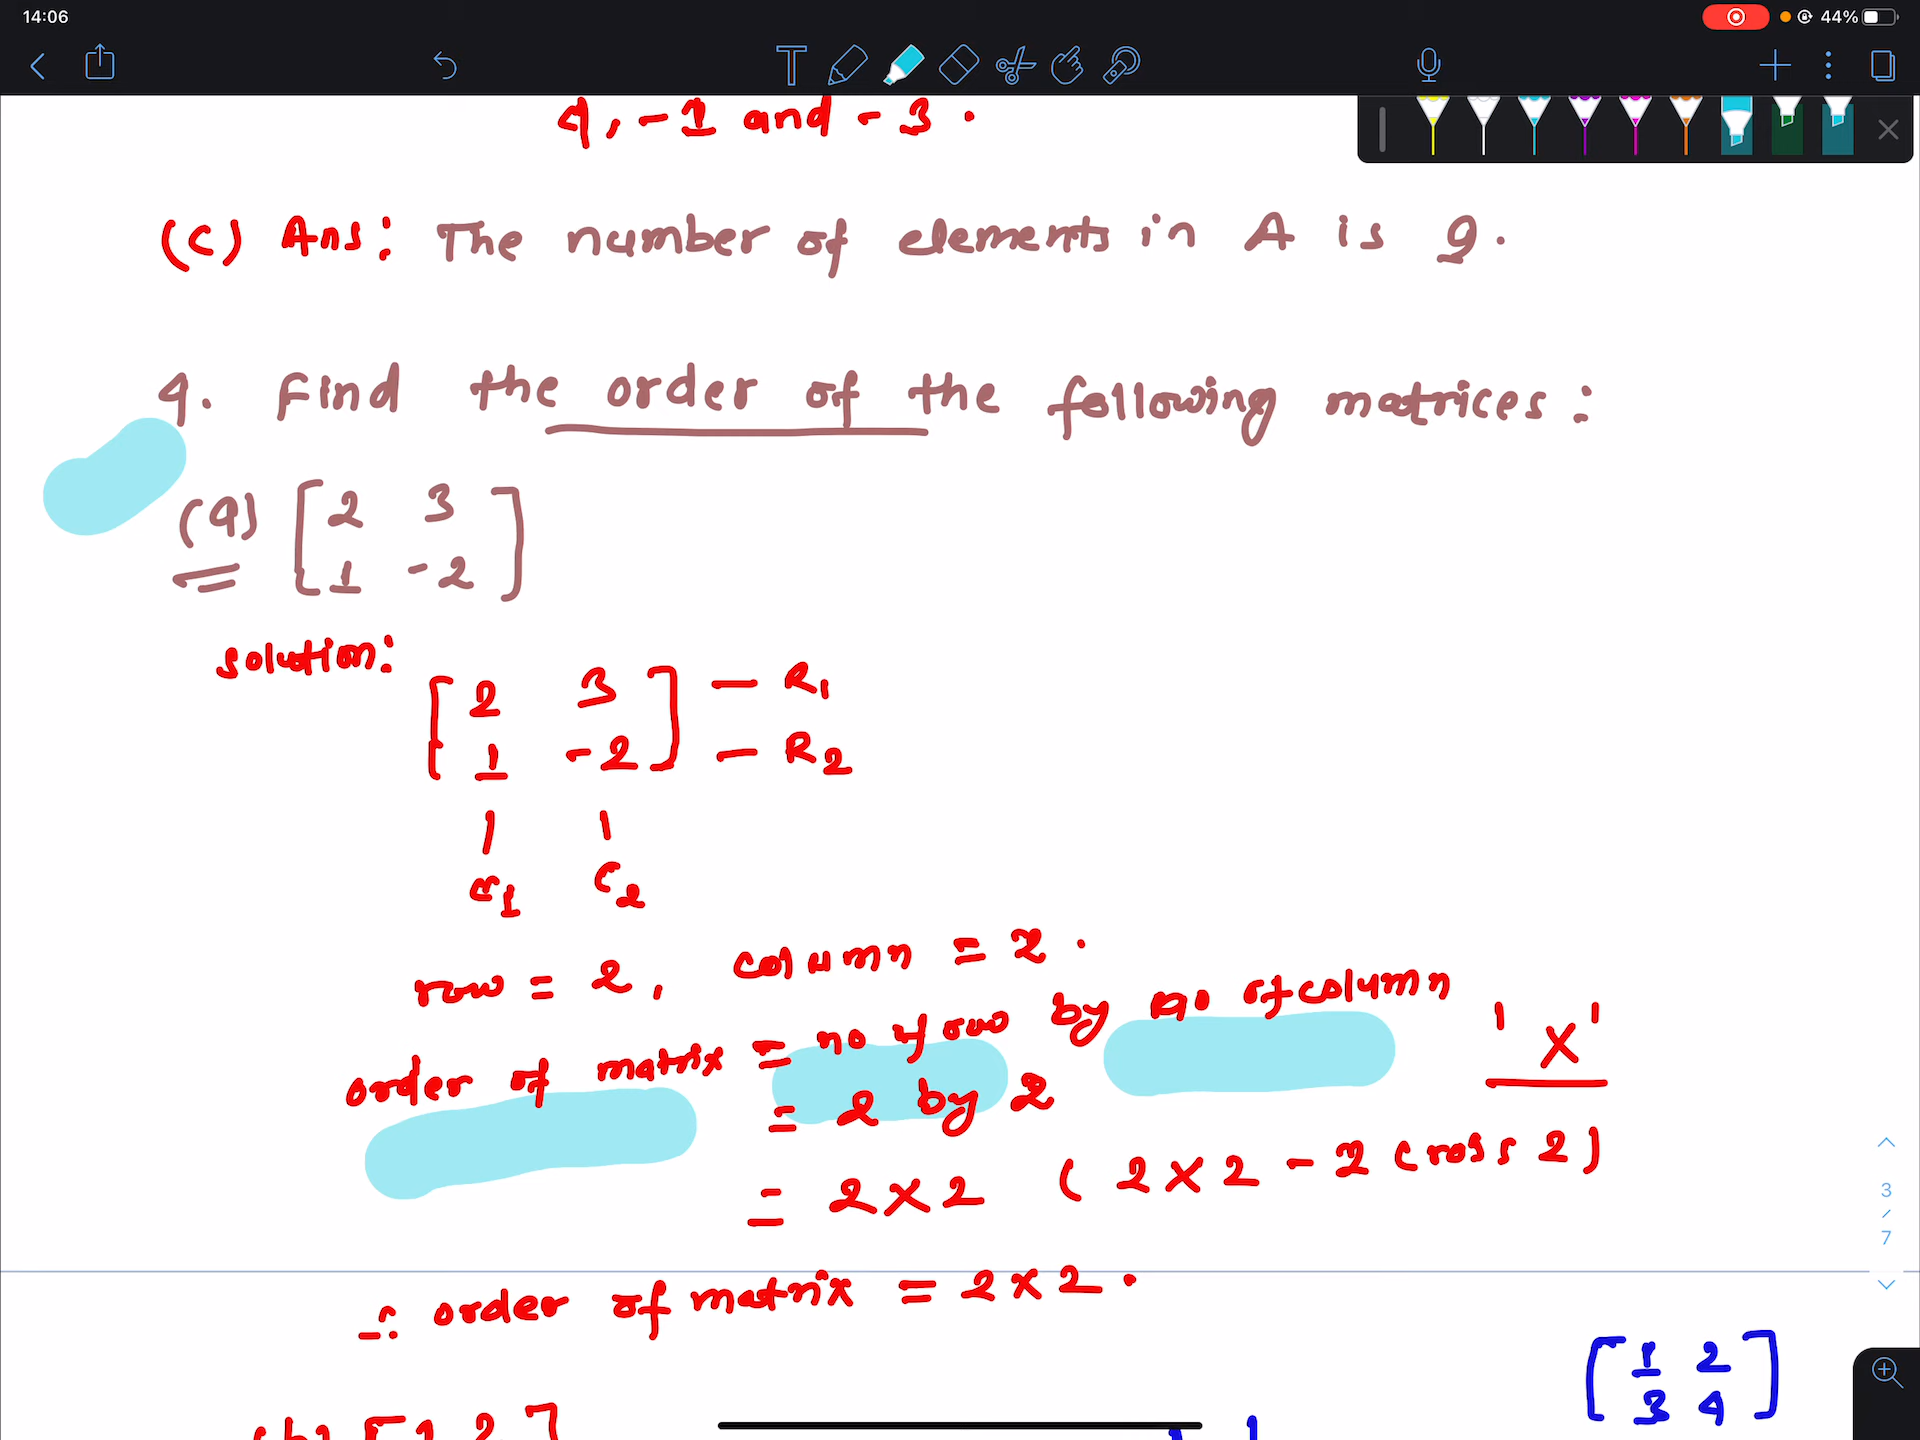 14:06
44%
4, -1 and -3.
(c) Ans: The number of elements in A is 9.
4. Find the order of the following matrices:
(a) [2 3
1 -2]
solution:
[2 3] — R1
[1 -2] — R2
C1 C2
row = 2, column = 2.
order of matrix = no of row by no of column
'X'
= 2 by 2
= 2 x 2 (2 x 2 - 2 cross 2)
3
/
7
∴ order of matrix = 2 x 2.
[1 2
3 4]
(b) [1 2]